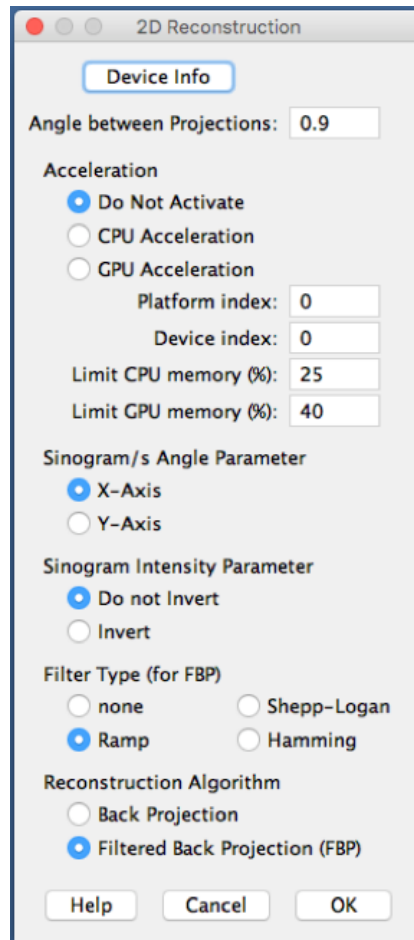 2D Reconstruction
Device Info
Angle between Projections: 0.9
Acceleration
Do Not Activate
CPU Acceleration
GPU Acceleration
Platform index: 0
Device index: 0
Limit CPU memory (%): 25
Limit GPU memory (%): 40
Sinogram/s Angle Parameter
X-Axis
Y-Axis
Sinogram Intensity Parameter
Do not Invert
Invert
Filter Type (for FBP)
none Shepp-Logan
Ramp Hamming
Reconstruction Algorithm
Back Projection
Filtered Back Projection (FBP)
Help Cancel OK